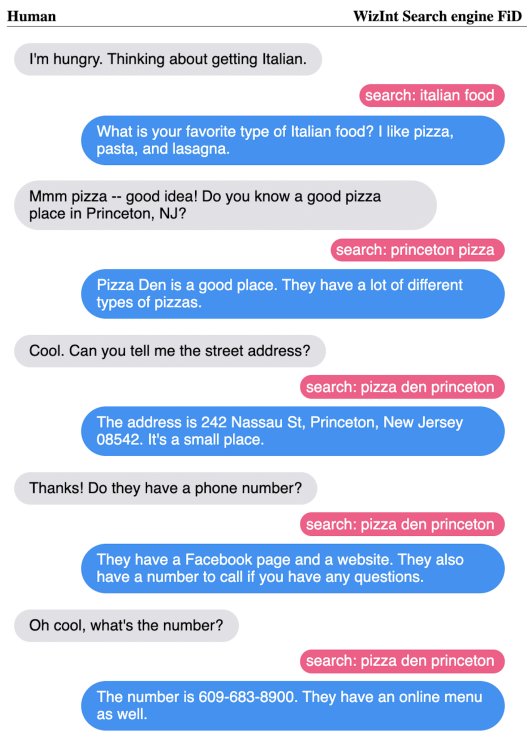 Human
WizInt Search engine FiD
I'm hungry. Thinking about getting Italian.
search: italian food
What is your favorite type of Italian food? I like pizza,
pasta, and lasagna.
Mmm pizza -- good idea! Do you know a good pizza
place in Princeton, NJ?
search: princeton pizza
Pizza Den is a good place. They have a lot of different
types of pizzas.
Cool. Can you tell me the street address?
search: pizza den princeton
The address is 242 Nassau St, Princeton, New Jersey
08542. It's a small place.
Thanks! Do they have a phone number?
search: pizza den princeton
They have a Facebook page and a website. They also
have a number to call if you have any questions.
Oh cool, what's the number?
search: pizza den princeton
The number is 609-683-8900. They have an online menu
as well.